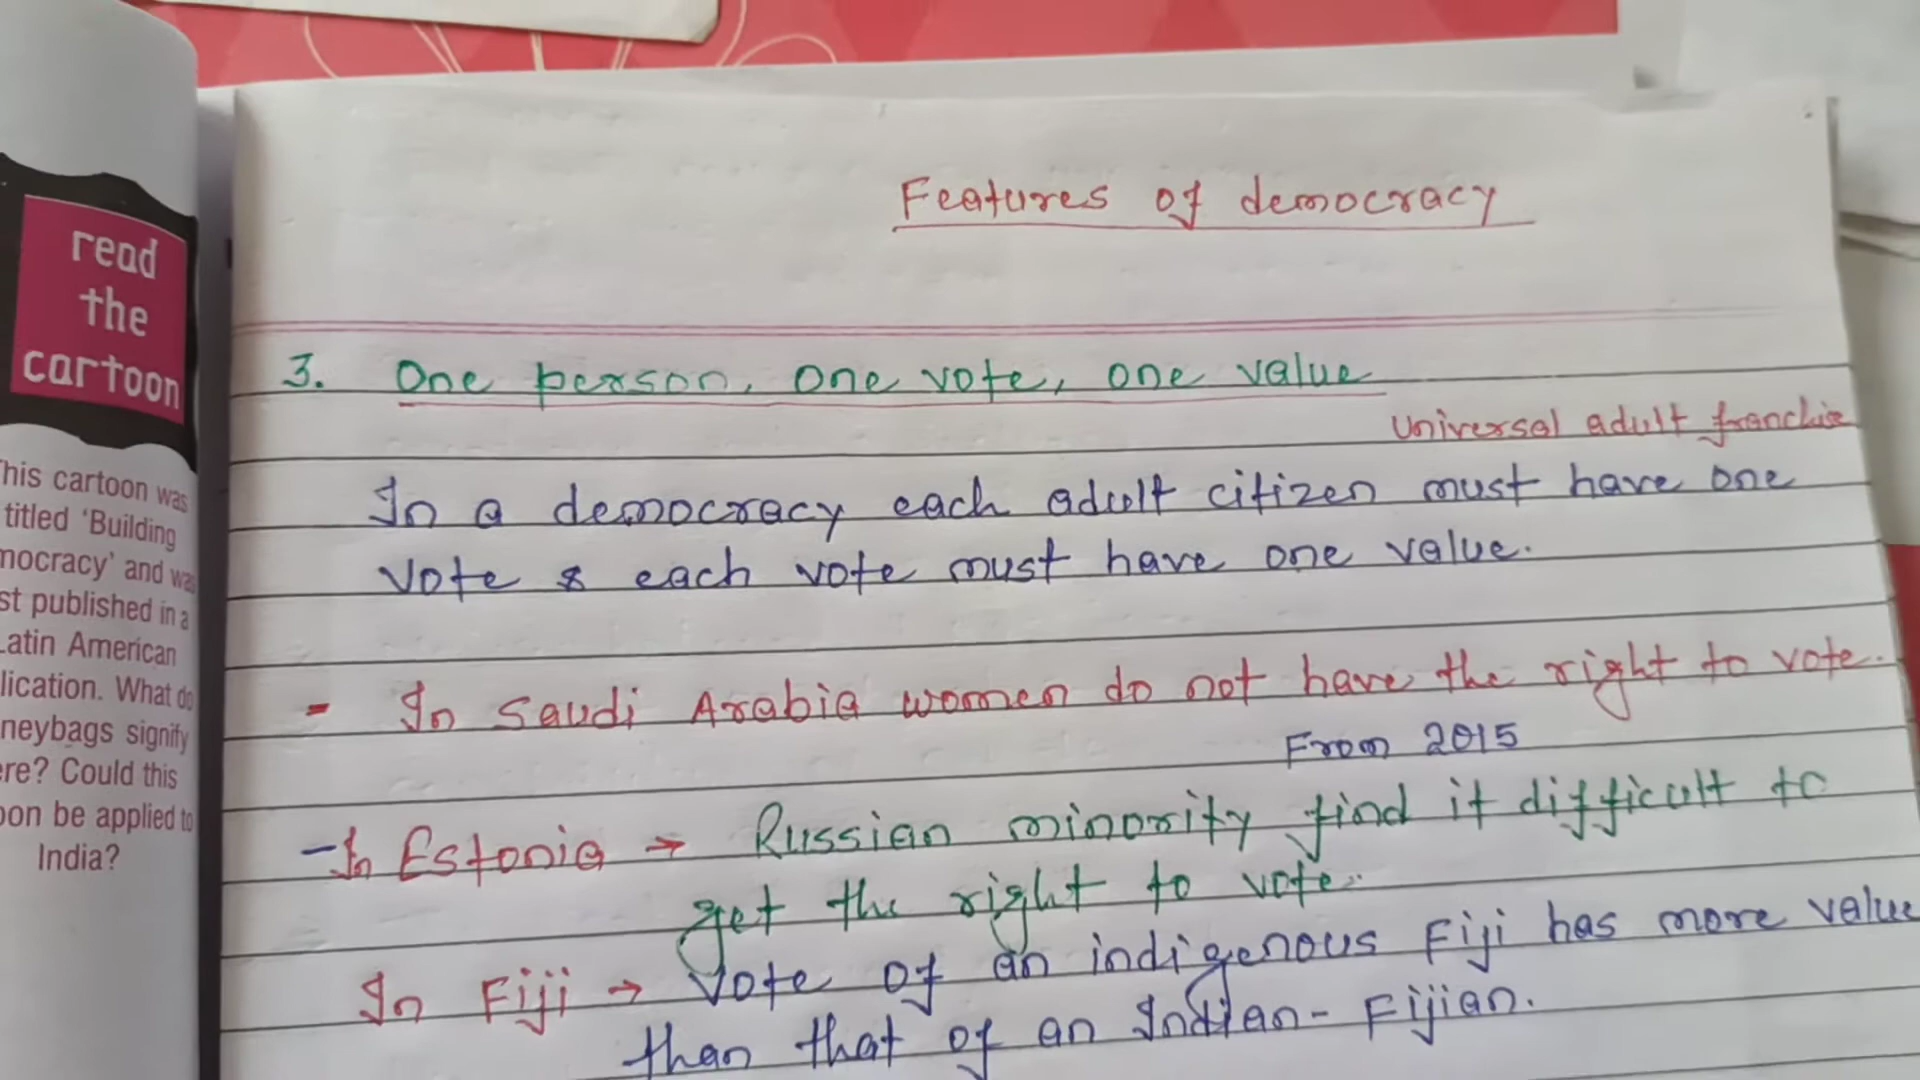 read
the
cartoon
his cartoon was
titled 'Building
mocracy' and was
st published in a
Latin American
lication. What do
neybags signify
ere? Could this
oon be applied to
India?
Features of democracy
3. One person, one vote, one value
Universal adult franchise
In a democracy each adult citizen must have one
vote & each vote must have one value.
- In Saudi Arabia women do not have the right to vote.
From 2015
- In Estonia → Russian minority find it difficult to
get the right to vote.
In Fiji → Vote of an indigenous Fiji has more value
than that of an Indian-Fijian.